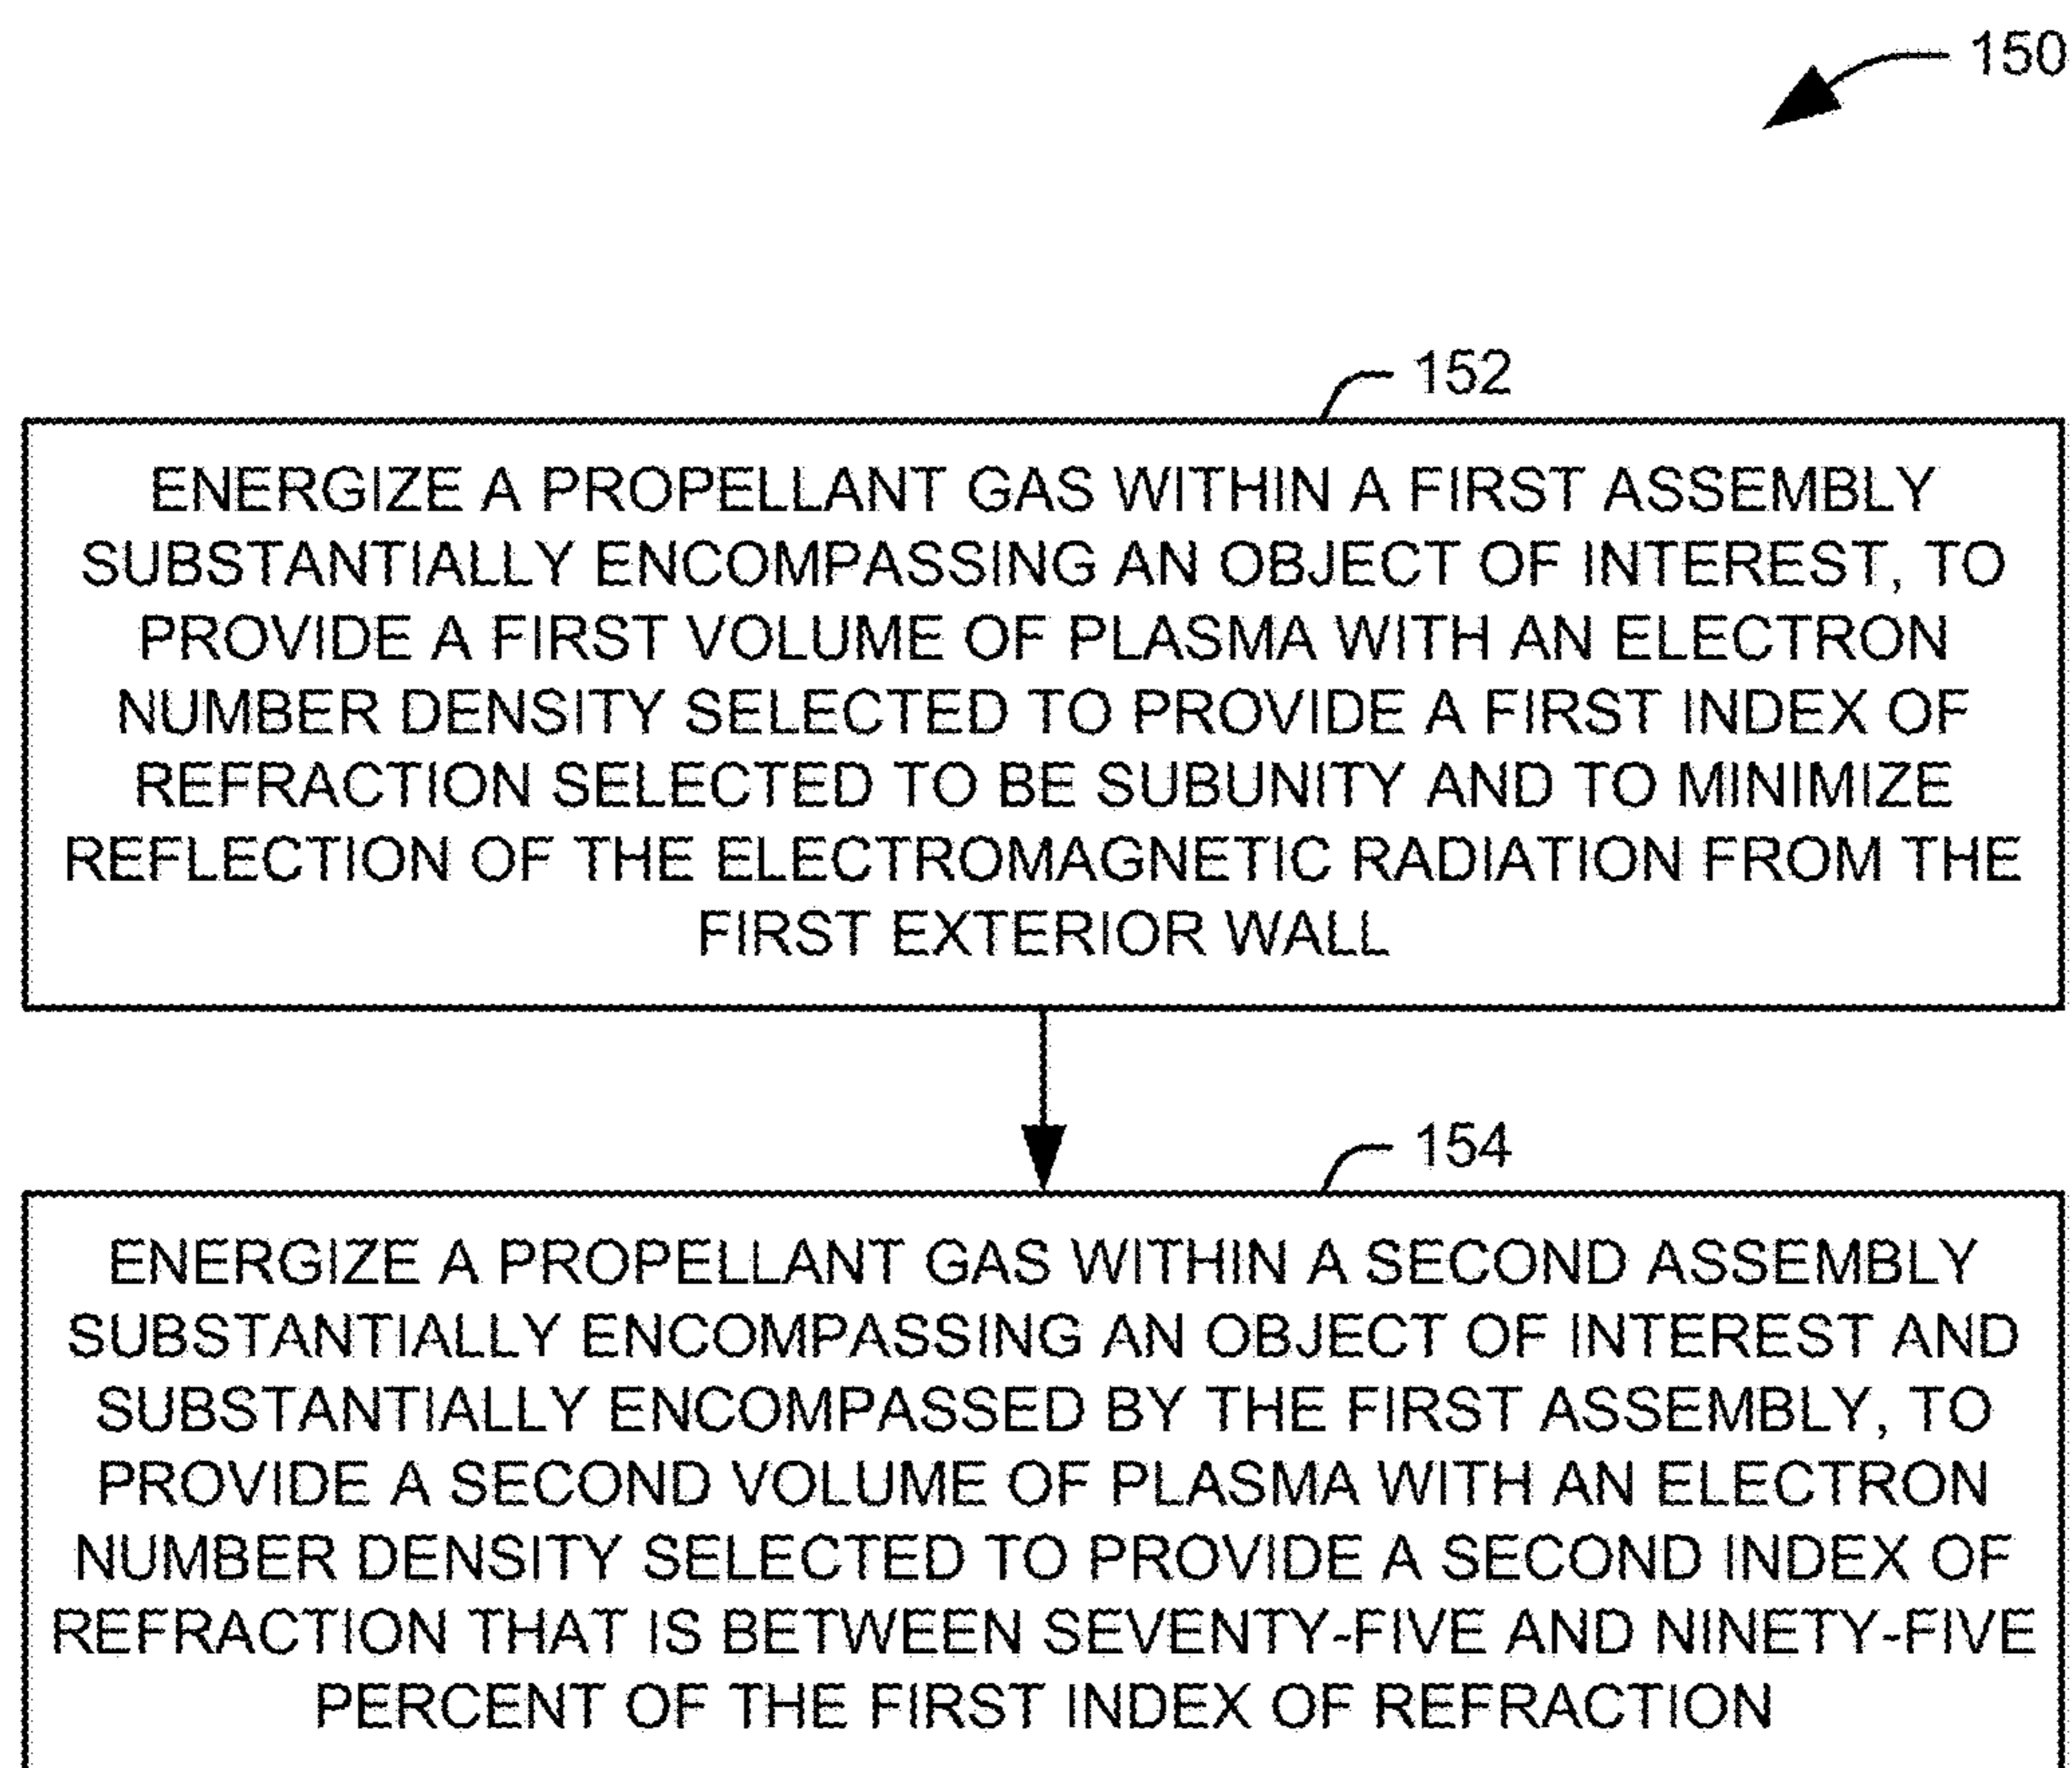 150
152
ENERGIZE A PROPELLANT GAS WITHIN A FIRST ASSEMBLY
SUBSTANTIALLY ENCOMPASSING AN OBJECT OF INTEREST, TO
PROVIDE A FIRST VOLUME OF PLASMA WITH AN ELECTRON
NUMBER DENSITY SELECTED TO PROVIDE A FIRST INDEX OF
REFRACTION SELECTED TO BE SUBUNITY AND TO MINIMIZE
REFLECTION OF THE ELECTROMAGNETIC RADIATION FROM THE
FIRST EXTERIOR WALL
154
ENERGIZE A PROPELLANT GAS WITHIN A SECOND ASSEMBLY
SUBSTANTIALLY ENCOMPASSING AN OBJECT OF INTEREST AND
SUBSTANTIALLY ENCOMPASSED BY THE FIRST ASSEMBLY, TO
PROVIDE A SECOND VOLUME OF PLASMA WITH AN ELECTRON
NUMBER DENSITY SELECTED TO PROVIDE A SECOND INDEX OF
REFRACTION THAT IS BETWEEN SEVENTY-FIVE AND NINETY-FIVE
PERCENT OF THE FIRST INDEX OF REFRACTION